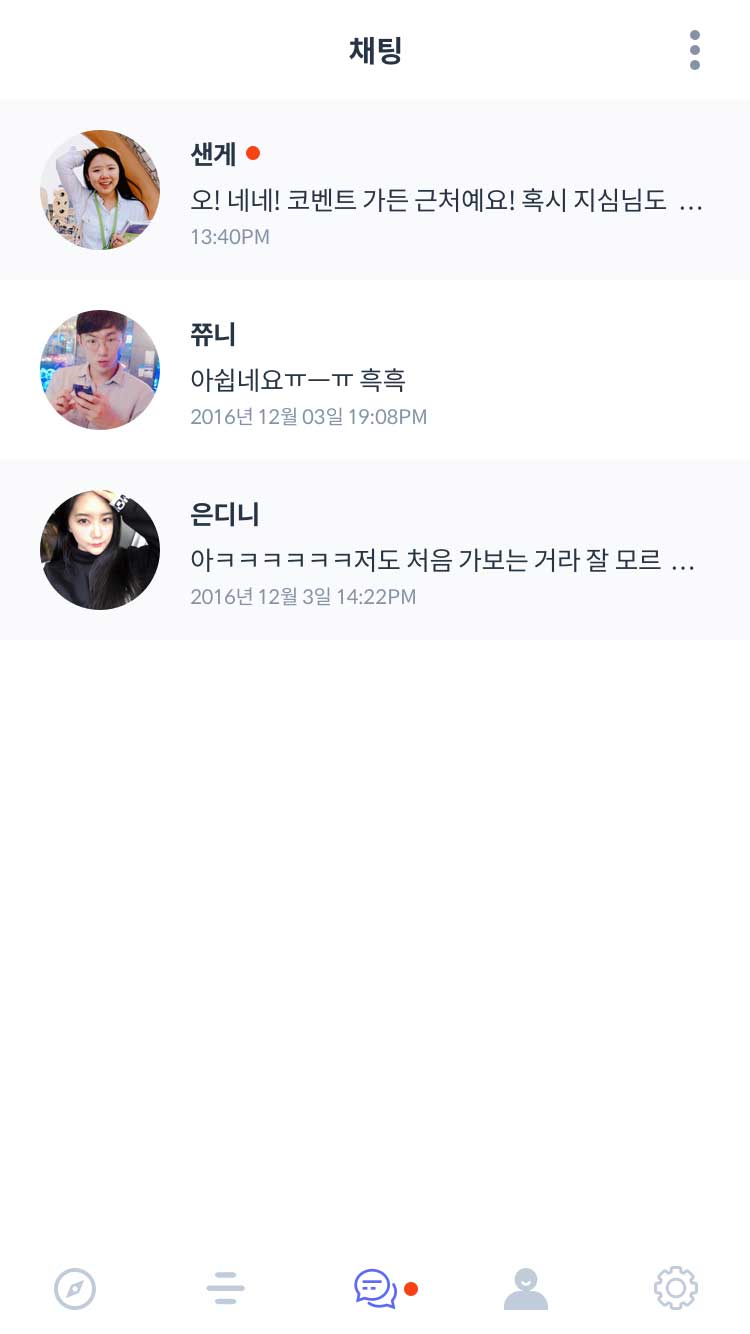 채팅
샌게
오! 네네! 코벤트 가든 근처예요! 혹시 지심님도 …
13:40PM
쮸니
아쉽네요ㅠㅡㅠ 흑흑
2016년 12월 03일 19:08PM
은디니
아ㅋㅋㅋㅋㅋㅋ저도 처음 가보는 거라 잘 모르 …
2016년 12월 3일 14:22PM